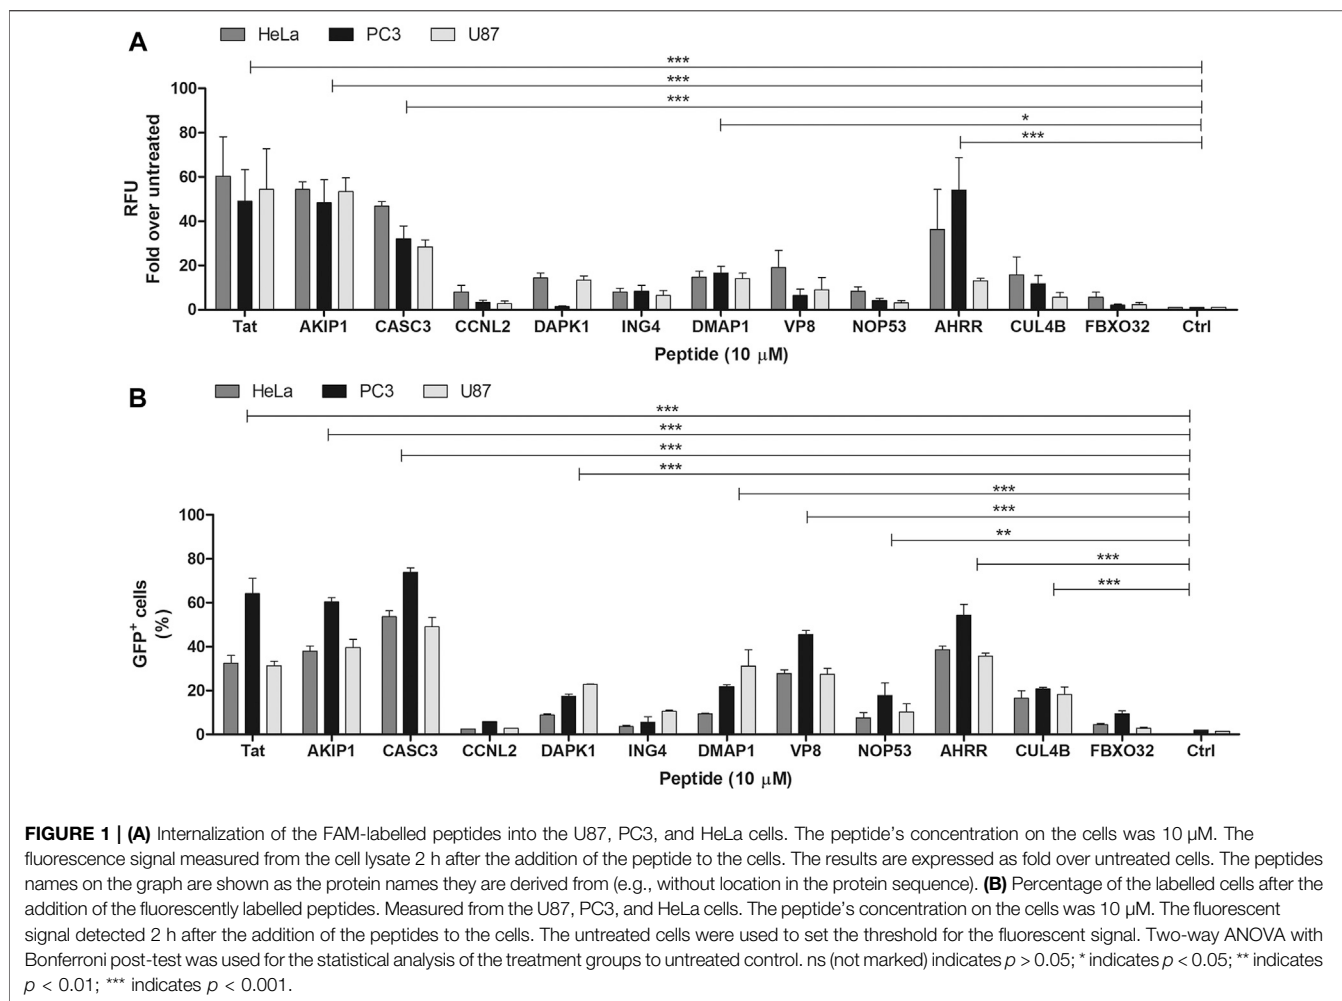 A
HeLa PC3 U87
***
***
***
*
***
RFU
Fold over untreated
100
80
60
40
20
0
Tat AKIP1 CASC3 CCNL2 DAPK1 ING4 DMAP1 VP8 NOP53 AHRR CUL4B FBXO32 Ctrl
Peptide (10 µM)
B
HeLa PC3 U87
***
***
***
***
***
***
**
***
***
GFP+ cells
(%)
100
80
60
40
20
0
Tat AKIP1 CASC3 CCNL2 DAPK1 ING4 DMAP1 VP8 NOP53 AHRR CUL4B FBXO32 Ctrl
Peptide (10 µM)
FIGURE 1 | (A) Internalization of the FAM-labelled peptides into the U87, PC3, and HeLa cells. The peptide's concentration on the cells was 10 µM. The
fluorescence signal measured from the cell lysate 2 h after the addition of the peptide to the cells. The results are expressed as fold over untreated cells. The peptides
names on the graph are shown as the protein names they are derived from (e.g., without location in the protein sequence). (B) Percentage of the labelled cells after the
addition of the fluorescently labelled peptides. Measured from the U87, PC3, and HeLa cells. The peptide's concentration on the cells was 10 µM. The fluorescent
signal detected 2 h after the addition of the peptides to the cells. The untreated cells were used to set the threshold for the fluorescent signal. Two-way ANOVA with
Bonferroni post-test was used for the statistical analysis of the treatment groups to untreated control. ns (not marked) indicates p > 0.05; * indicates p < 0.05; ** indicates
p < 0.01; *** indicates p < 0.001.